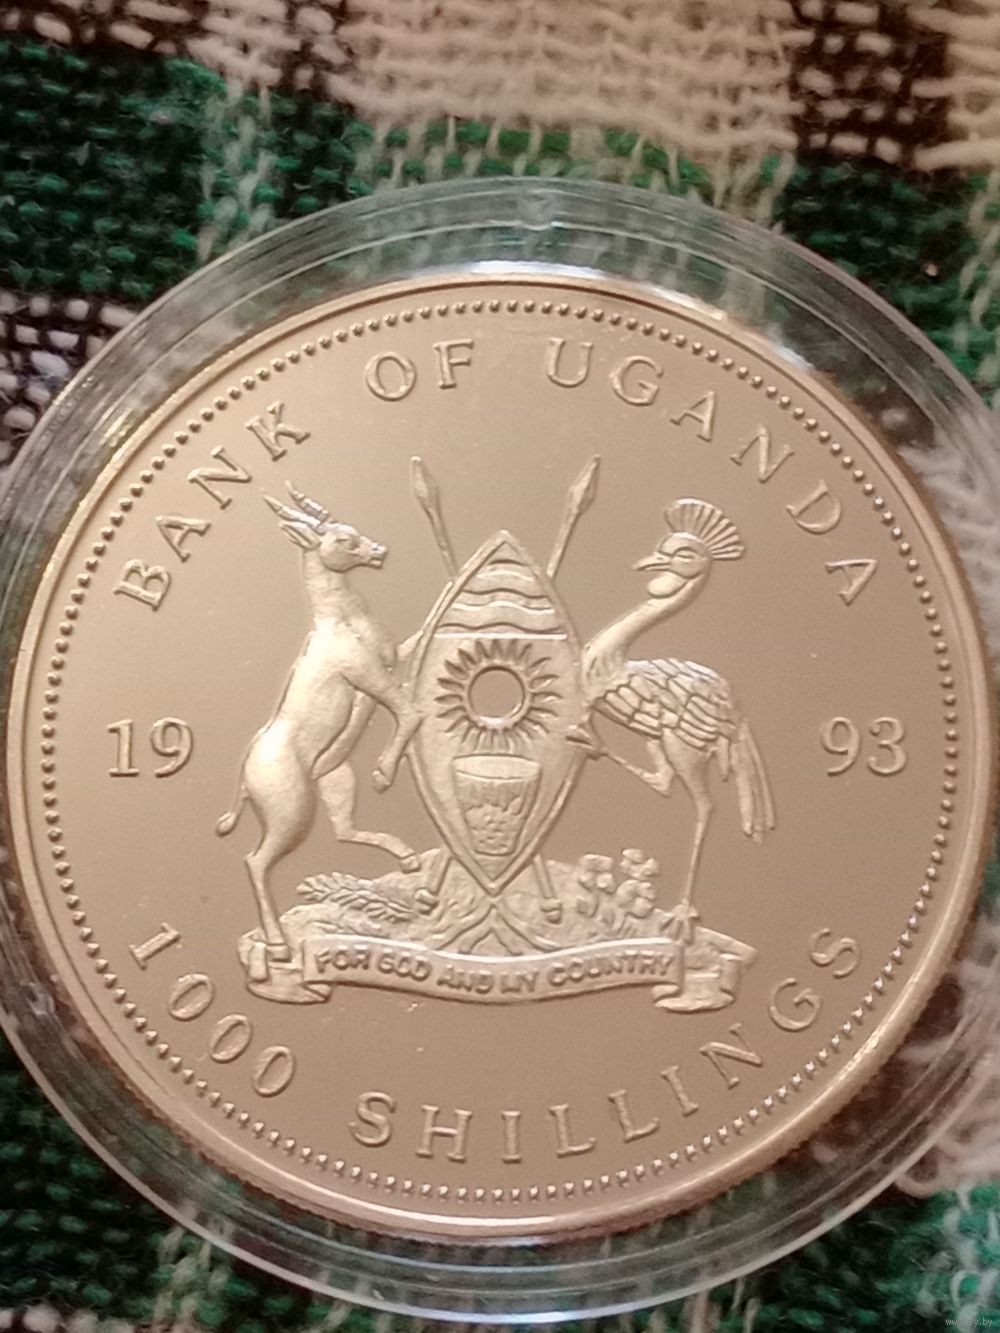 BANK OF UGANDA
19 93
FOR GOD AND MY COUNTRY
1000 SHILLINGS